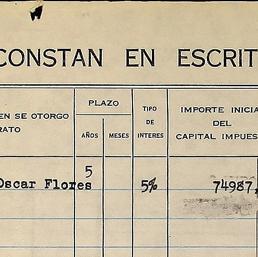 CONSTAN EN ESCRIT
EN SE OTORGO
RATO
PLAZO
AÑOS MESES
TIPO
DE
INTERES
IMPORTE INICIA
DEL
CAPITAL IMPUES
5
Oscar Flores 5% 74987,